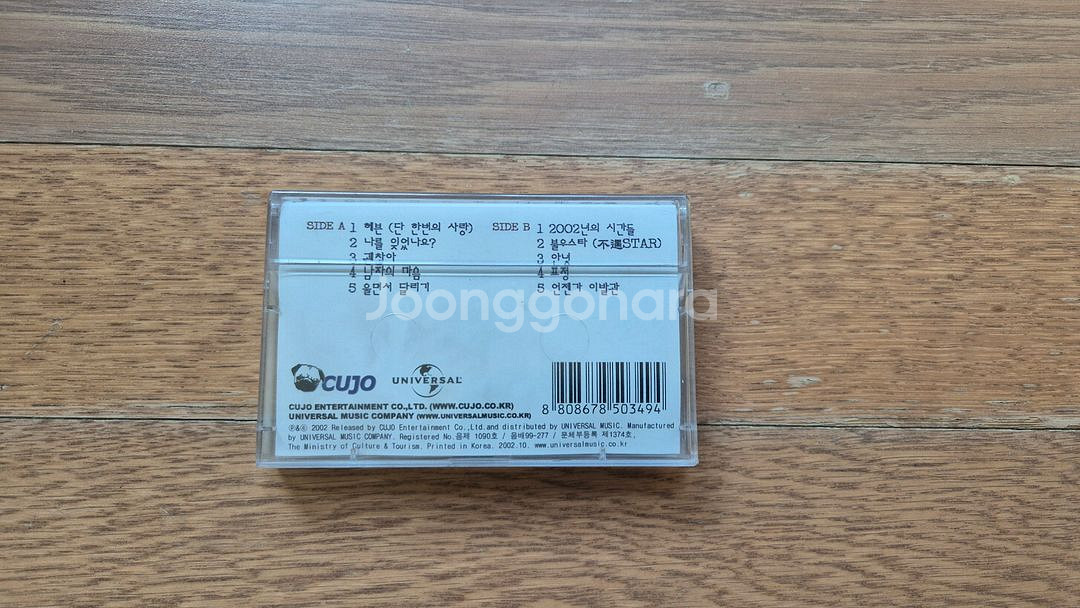 SIDE A 1 헤븐 (단 한번의 사랑)
2 나를 잊었나요?
3 괜찮아
4 남자의 마음
5 울면서 달리기
SIDE B 1 2002년의 시간들
2 불우스타 (不遇STAR)
3 안녕
4 표정
5 언젠가 이발관
Joonggonara
CUJO
UNIVERSAL
CUJO ENTERTAINMENT CO.,LTD. (WWW.CUJO.CO.KR)
UNIVERSAL MUSIC COMPANY (WWW.UNIVERSALMUSIC.CO.KR)
8 808678 503494
℗&© 2002 Released by CUJO Entertainment Co.,Ltd.and distributed by UNIVERSAL MUSIC. Manufactured
by UNIVERSAL MUSIC COMPANY. Registered No.음제 1090호 / 음배99-277 / 문체부등록 제1374호,
The Ministry of Culture & Tourism. Printed in Korea. 2002.10. www.universalmusic.co.kr